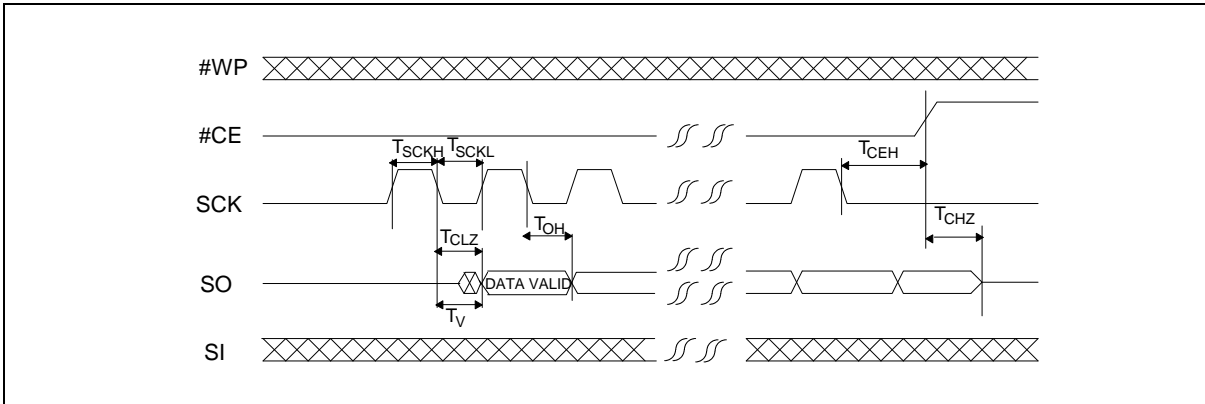 #WP
#CE
TSCKH TSCKL
TCEH
SCK
TCHZ
TCLZ
TOH
SO
DATA VALID
TV
SI